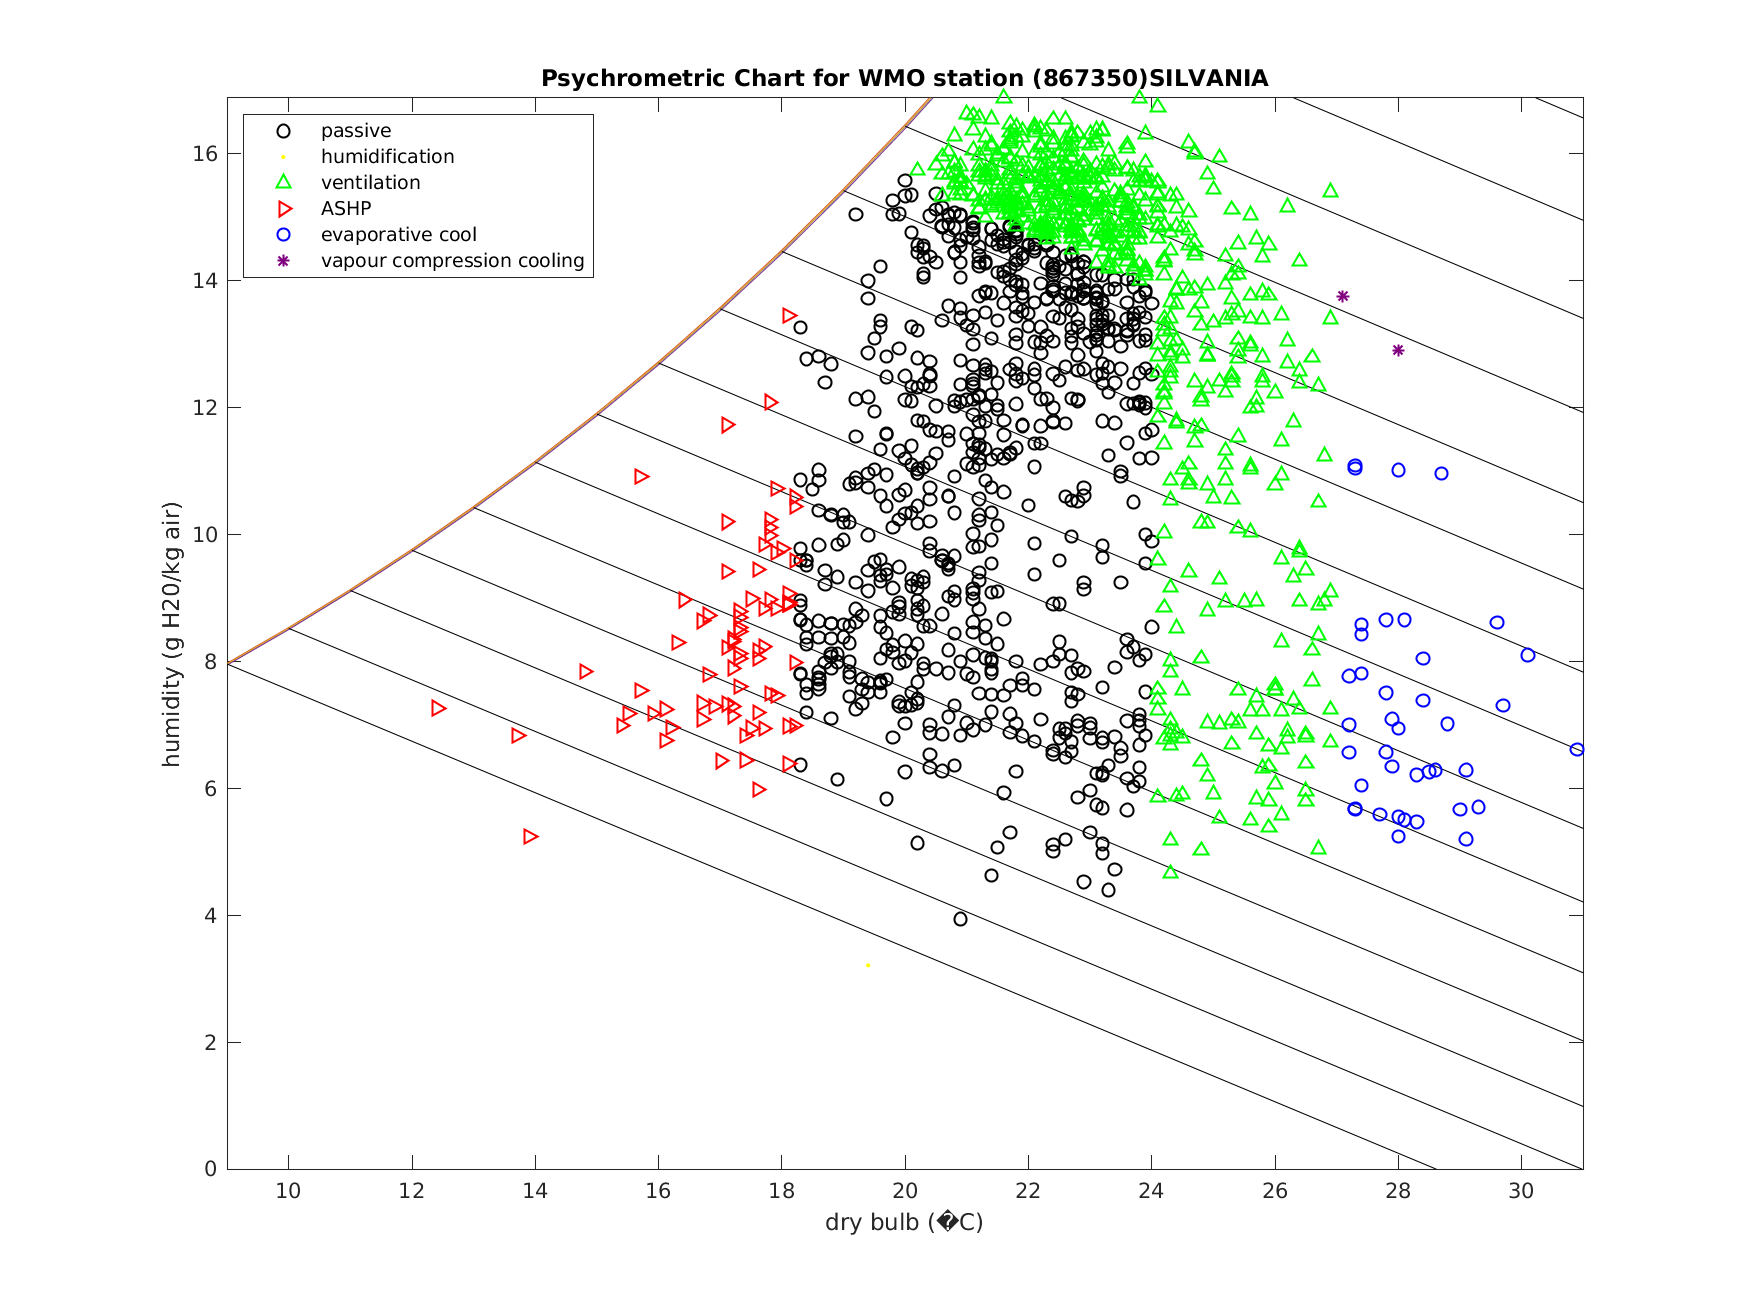 Psychrometric Chart for WMO station (867350)SILVANIA
passive
humidification
ventilation
ASHP
evaporative cool
vapour compression cooling
humidity (g H20/kg air)
16
14
12
10
8
6
4
2
0
10 12 14 16 18 20 22 24 26 28 30
dry bulb (�C)